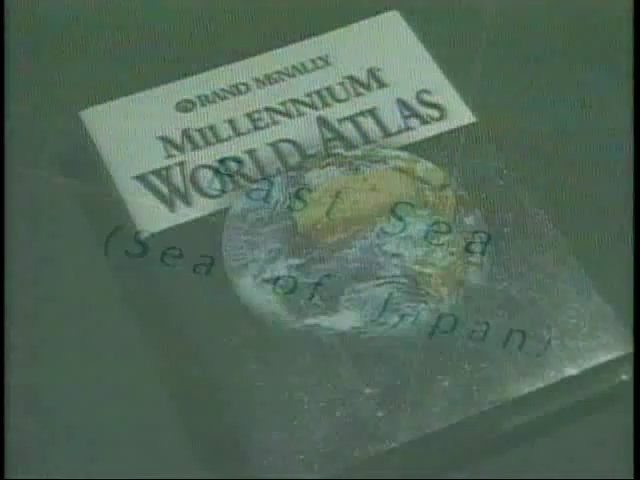 RAND MCNALLY
MILLENNIUM
WORLD ATLAS
East Sea
(Sea of Japan)